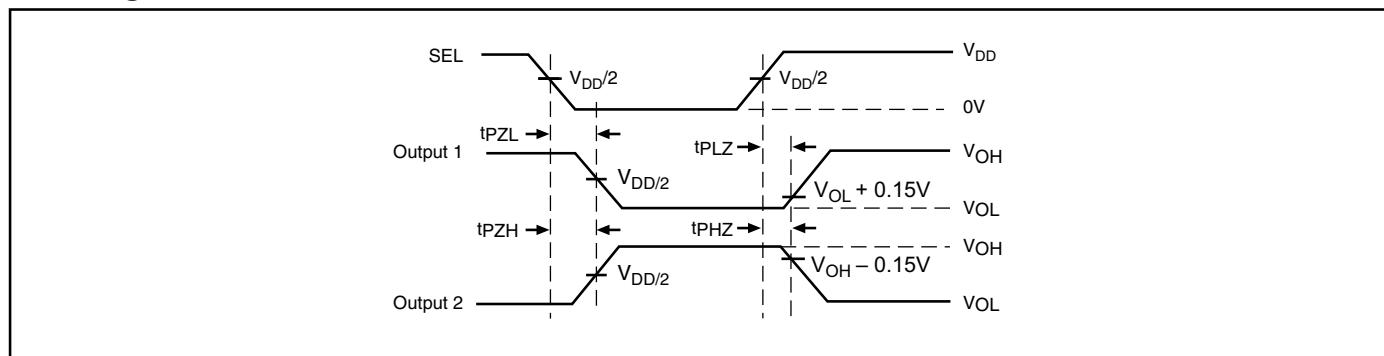 SEL
VDD/2
VDD/2
VDD
0V
tPZL
tPLZ
Output 1
VDD/2
VOH
VOL + 0.15V
VOL
tPZH
tPHZ
VOH
VOH – 0.15V
VDD/2
Output 2
VOL